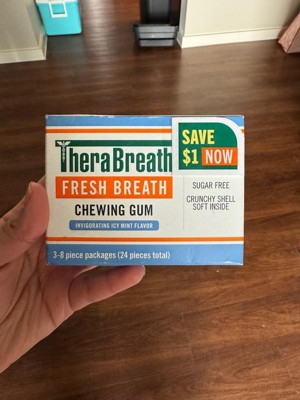 TheraBreath
SAVE
$1 NOW
FRESH BREATH
CHEWING GUM
INVIGORATING ICY MINT FLAVOR
SUGAR FREE
CRUNCHY SHELL
SOFT INSIDE
3-8 piece packages (24 pieces total)